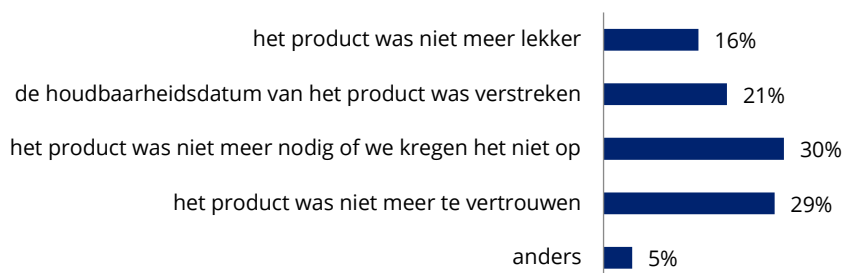 het product was niet meer lekker 16%
de houdbaarheidsdatum van het product was verstreken 21%
het product was niet meer nodig of we kregen het niet op 30%
het product was niet meer te vertrouwen 29%
anders 5%